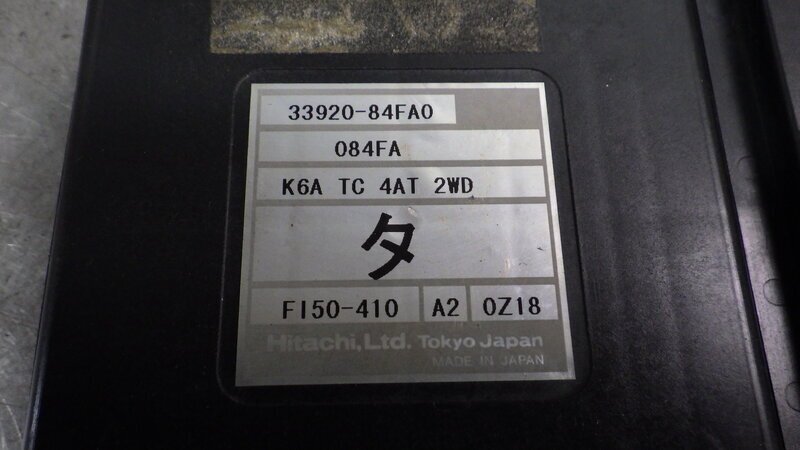 33920-84FA0
084FA
K6A TC 4AT 2WD
タ
FI50-410 A2 0Z18
Hitachi, Ltd. Tokyo Japan
MADE IN JAPAN